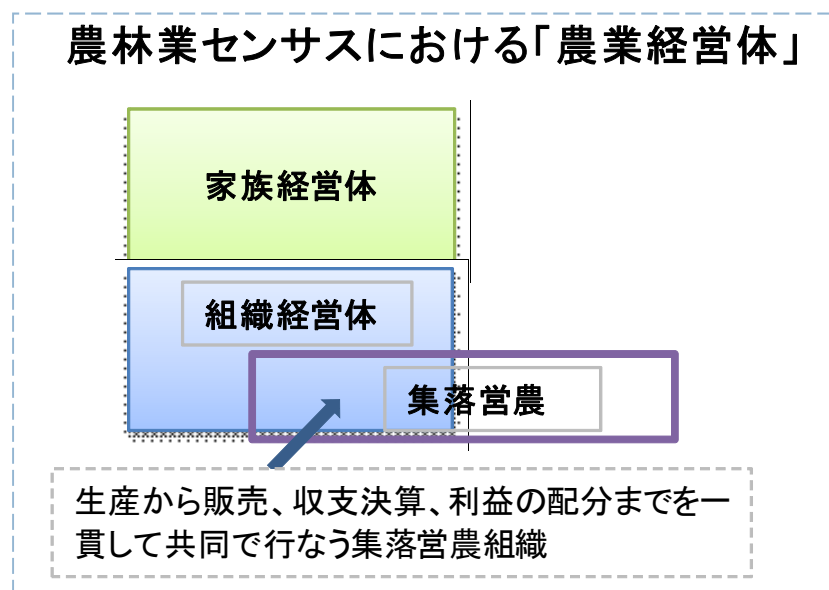 農林業センサスにおける「農業経営体」
家族経営体
組織経営体
集落営農
生産から販売、収支決算、利益の配分までを一
貫して共同で行なう集落営農組織